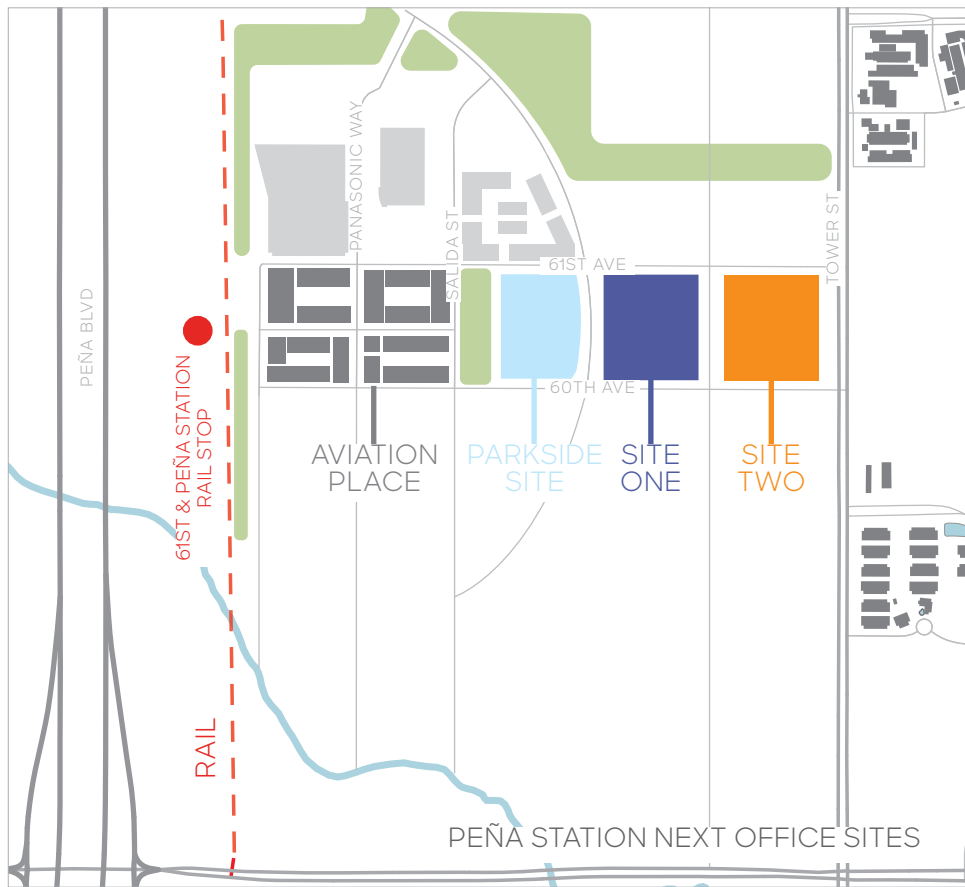 PANASONIC WAY
SALIDA ST
TOWER ST
61ST AVE
PEÑA BLVD
61ST & PEÑA STATION
RAIL STOP
60TH AVE
AVIATION
PLACE
PARKSIDE
SITE
SITE
ONE
SITE
TWO
RAIL
PEÑA STATION NEXT OFFICE SITES